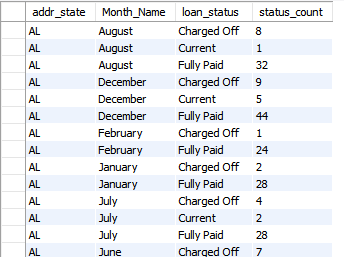 addr_state Month_Name loan_status status_count
AL August Charged Off 8
AL August Current 1
AL August Fully Paid 32
AL December Charged Off 9
AL December Current 5
AL December Fully Paid 44
AL February Charged Off 1
AL February Fully Paid 24
AL January Charged Off 2
AL January Fully Paid 28
AL July Charged Off 4
AL July Current 2
AL July Fully Paid 28
AL June Charged Off 7